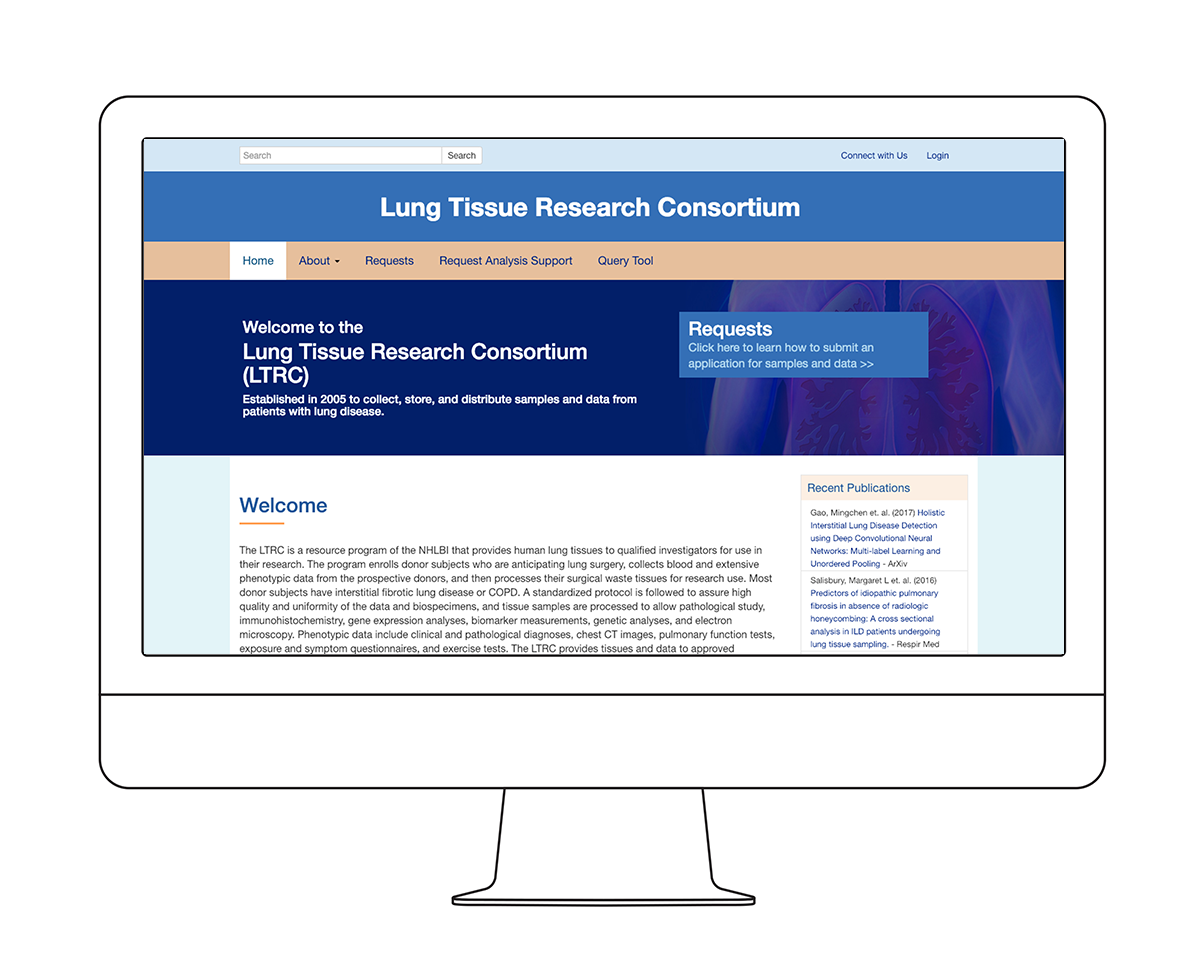 Search
Search
Connect with Us
Login
Lung Tissue Research Consortium
Home
About
Requests
Request Analysis Support
Query Tool
Welcome to the
Lung Tissue Research Consortium
(LTRC)
Established in 2005 to collect, store, and distribute samples and data from
patients with lung disease.
Requests
Click here to learn how to submit an
application for samples and data >>
Welcome
The LTRC is a resource program of the NHLBI that provides human lung tissues to qualified investigators for use in
their research. The program enrolls donor subjects who are anticipating lung surgery, collects blood and extensive
phenotypic data from the prospective donors, and then processes their surgical waste tissues for research use. Most
donor subjects have interstitial fibrotic lung disease or COPD. A standardized protocol is followed to assure high
quality and uniformity of the data and biospecimens, and tissue samples are processed to allow pathological study,
immunohistochemistry, gene expression analyses, biomarker measurements, genetic analyses, and electron
microscopy. Phenotypic data include clinical and pathological diagnoses, chest CT images, pulmonary function tests,
exposure and symptom questionnaires, and exercise tests. The LTRC provides tissues and data to approved
Recent Publications
Gao, Mingchen et. al. (2017) Holistic
Interstitial Lung Disease Detection
using Deep Convolutional Neural
Networks: Multi-label Learning and
Unordered Pooling - ArXiv
Salisbury, Margaret L et. al. (2016)
Predictors of idiopathic pulmonary
fibrosis in absence of radiologic
honeycombing: A cross sectional
analysis in ILD patients undergoing
lung tissue sampling. - Respir Med